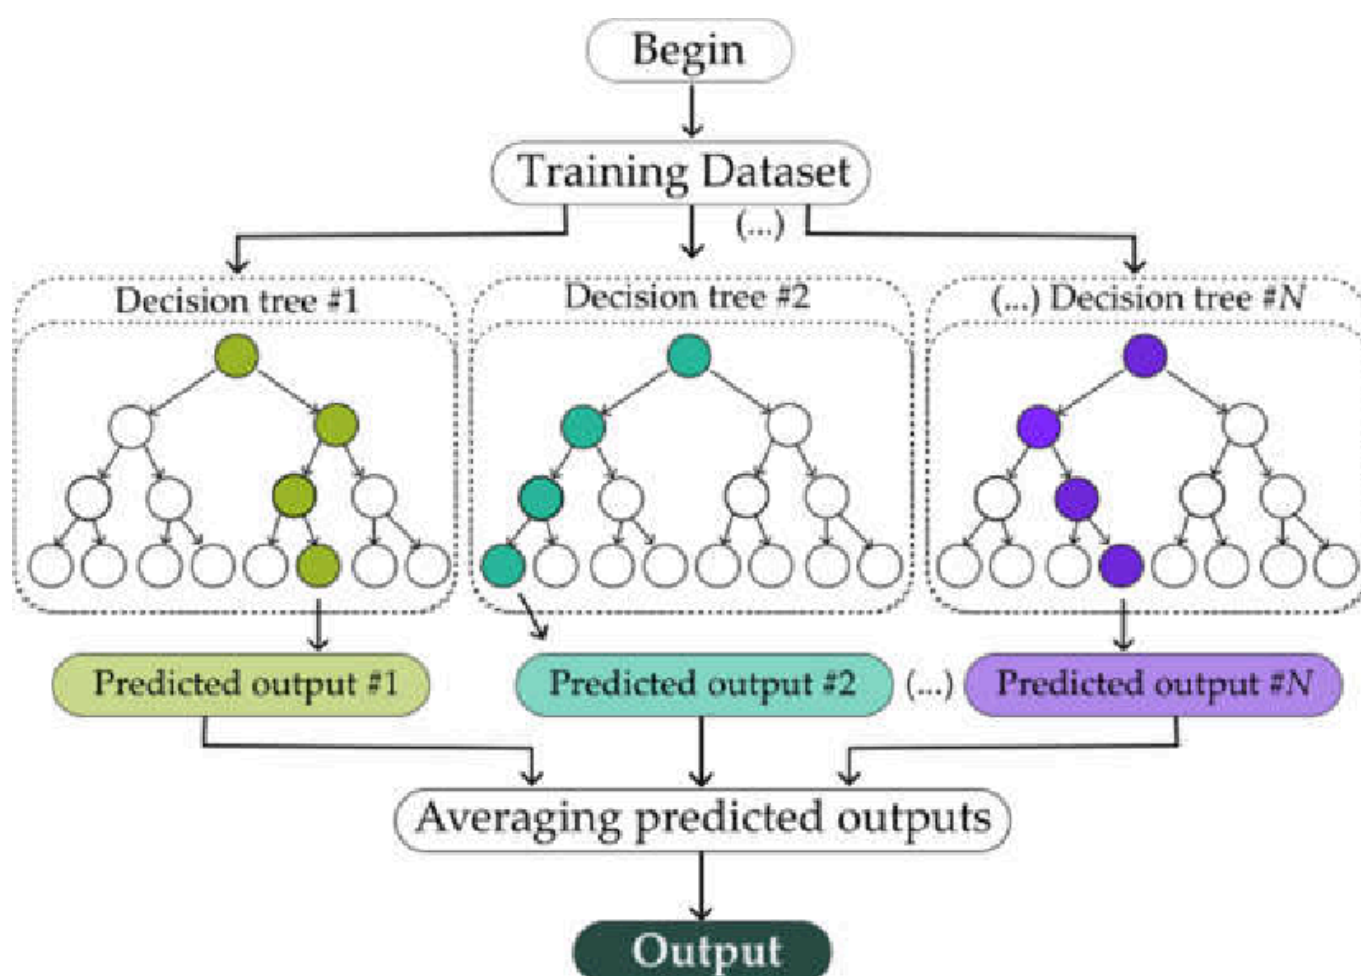 Begin
Training Dataset
(...)
Decision tree #1
Decision tree #2
(...) Decision tree #N
Predicted output #1
Predicted output #2
(...)
Predicted output #N
Averaging predicted outputs
Output